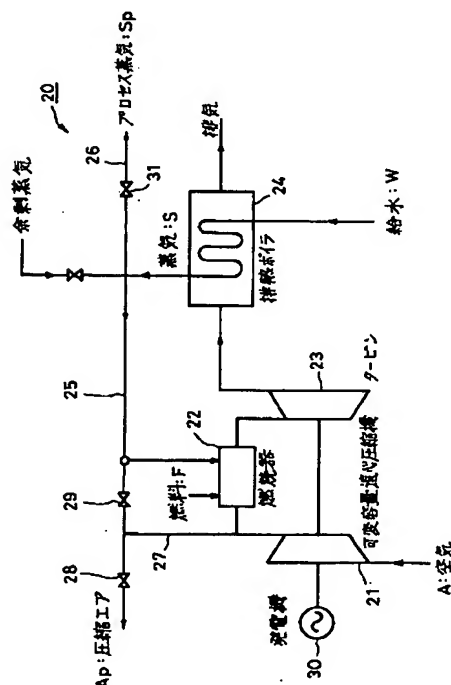 20
余剰蒸気
プロセス蒸気:Sp
26
31
蒸気:S
排気
24
排熱ボイラ
給水:W
25
29
28
Ap:圧縮エア
27
燃料:F
22
燃焼器
23
タービン
可変容量遠心圧縮機
21
A:空気
発電機
30